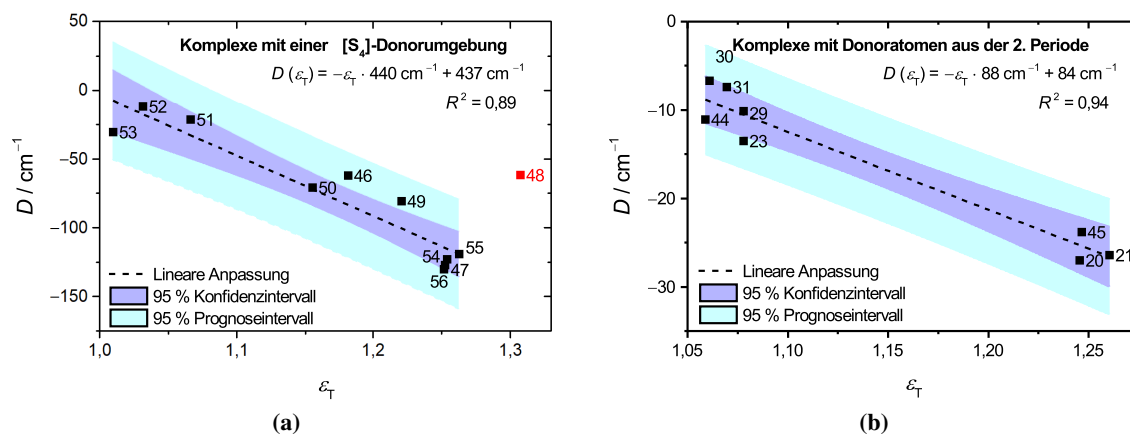 Komplexe mit einer [S4]-Donorumgebung
D (εT) = −εT · 440 cm−1 + 437 cm−1
R2 = 0,89
50
0
−50
−100
−150
D / cm−1
53
52
51
50
46
49
48
54
55
56
47
Lineare Anpassung
95 % Konfidenzintervall
95 % Prognoseintervall
1,0
1,1
1,2
1,3
εT
(a)
Komplexe mit Donoratomen aus der 2. Periode
D (εT) = −εT · 88 cm−1 + 84 cm−1
R2 = 0,94
0
−10
−20
−30
D / cm−1
30
31
29
44
23
45
20
21
Lineare Anpassung
95 % Konfidenzintervall
95 % Prognoseintervall
1,05
1,10
1,15
1,20
1,25
εT
(b)